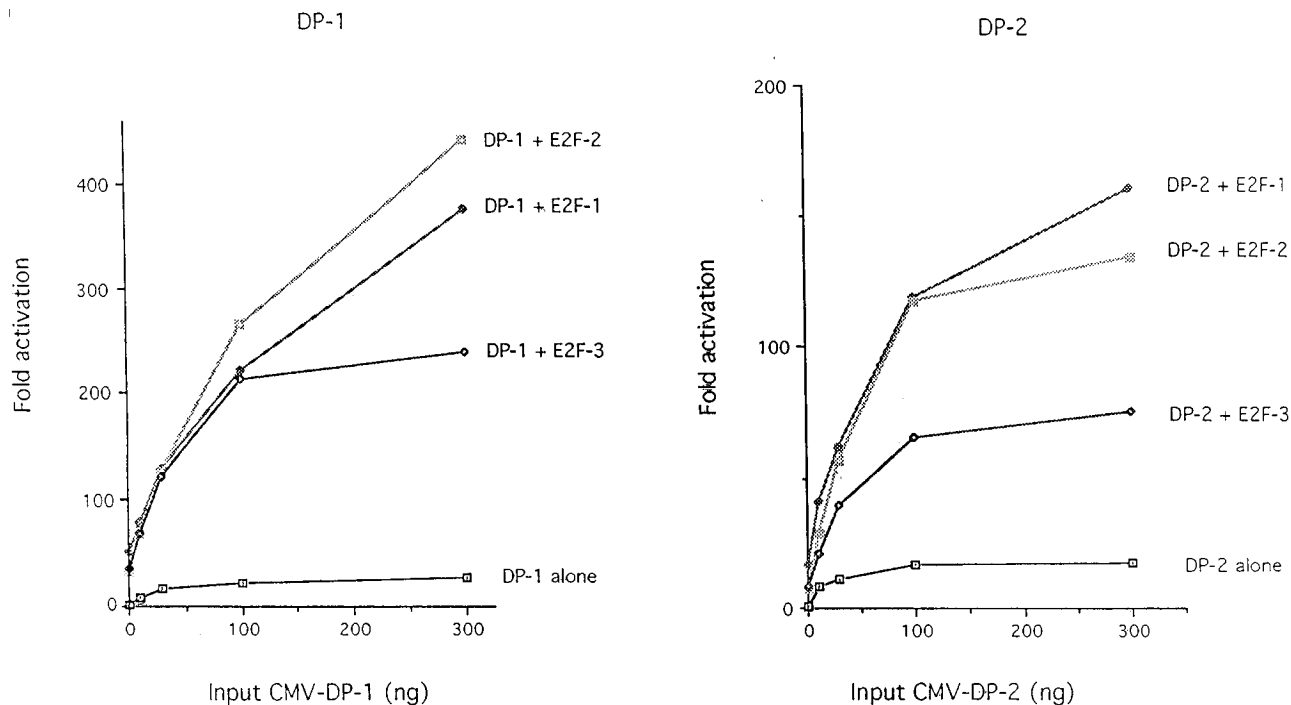 DP-1
400
300
200
100
0
Fold activation
DP-1 + E2F-2
DP-1 + E2F-1
DP-1 + E2F-3
DP-1 alone
0 100 200 300
Input CMV-DP-1 (ng)
DP-2
200
100
0
Fold activation
DP-2 + E2F-1
DP-2 + E2F-2
DP-2 + E2F-3
DP-2 alone
0 100 200 300
Input CMV-DP-2 (ng)